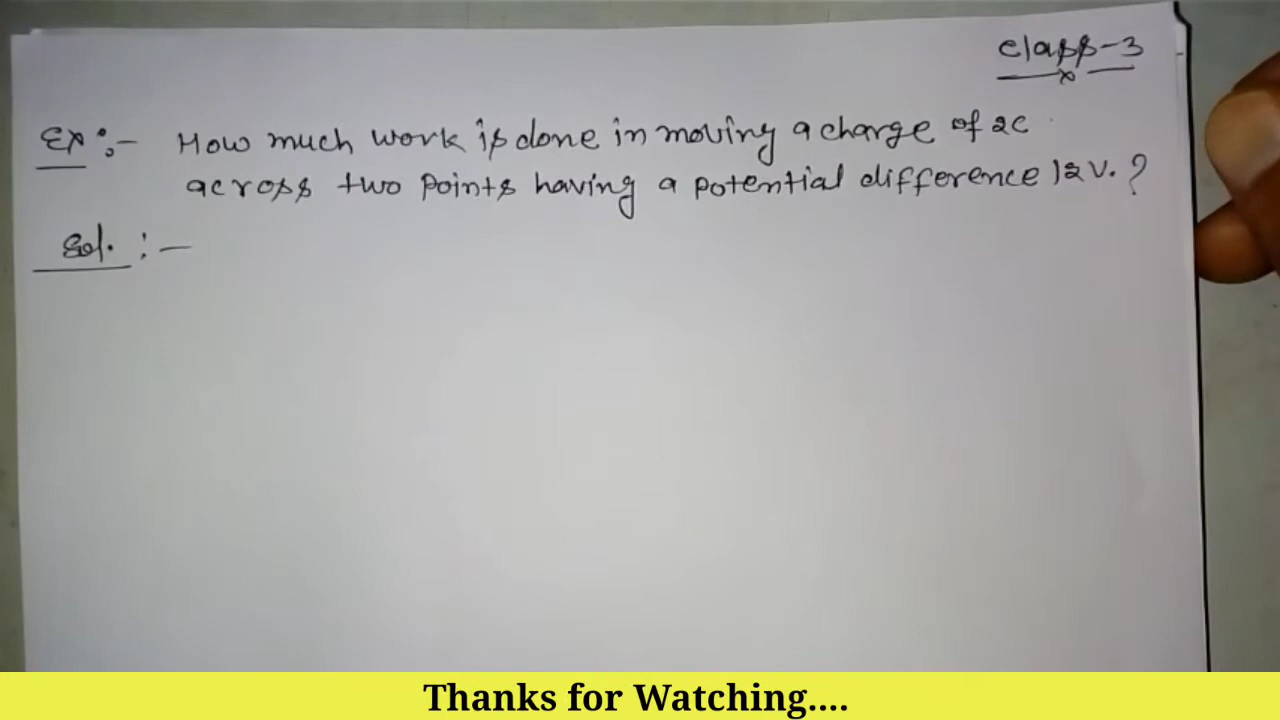 Class-3
Ex:- How much work is done in moving a charge of 2C
across two points having a potential difference 12V.?
Sol. :-
Thanks for Watching....